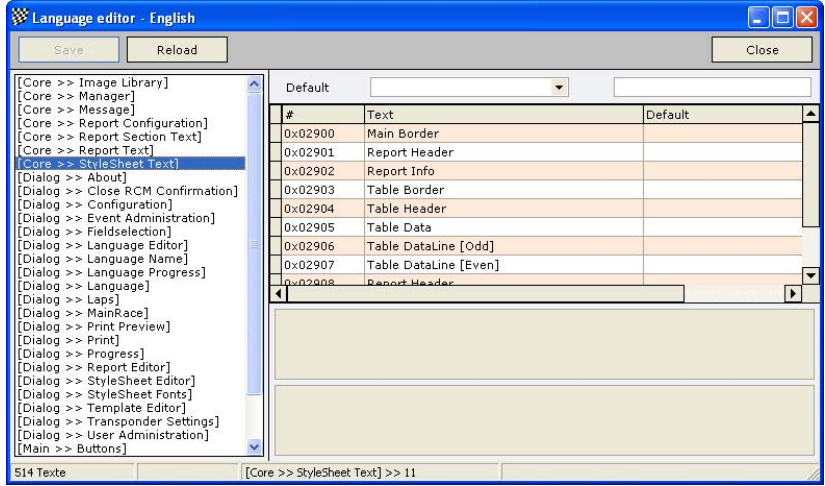 Language editor - English
Save
Reload
Close
[Core >> Image Library]
[Core >> Manager]
[Core >> Message]
[Core >> Report Configuration]
[Core >> Report Section Text]
[Core >> Report Text]
[Core >> StyleSheet Text]
[Dialog >> About]
[Dialog >> Close RCM Confirmation]
[Dialog >> Configuration]
[Dialog >> Event Administration]
[Dialog >> Fieldselection]
[Dialog >> Language Editor]
[Dialog >> Language Name]
[Dialog >> Language Progress]
[Dialog >> Language]
[Dialog >> Laps]
[Dialog >> MainRace]
[Dialog >> Print Preview]
[Dialog >> Print]
[Dialog >> Progress]
[Dialog >> Report Editor]
[Dialog >> StyleSheet Editor]
[Dialog >> StyleSheet Fonts]
[Dialog >> Template Editor]
[Dialog >> Transponder Settings]
[Dialog >> User Administration]
[Main >> Buttons]
Default
# Text Default
0x02900 Main Border
0x02901 Report Header
0x02902 Report Info
0x02903 Table Border
0x02904 Table Header
0x02905 Table Data
0x02906 Table DataLine [Odd]
0x02907 Table DataLine [Even]
0x02908 Report Header
514 Texte
[Core >> StyleSheet Text] >> 11